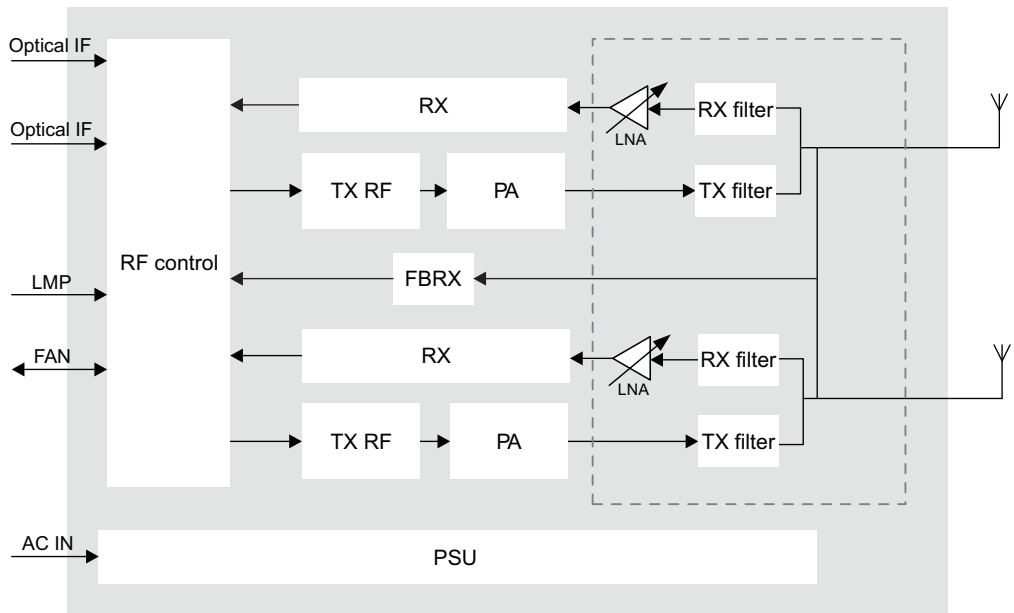 Optical IF
RX
RX filter
LNA
Optical IF
TX RF
PA
TX filter
RF control
LMP
FBRX
FAN
RX
RX filter
LNA
TX RF
PA
TX filter
AC IN
PSU